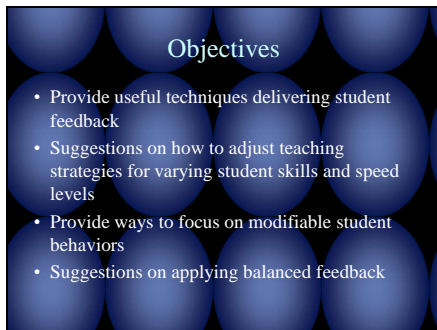 Objectives
• Provide useful techniques delivering student
feedback
• Suggestions on how to adjust teaching
strategies for varying student skills and speed
levels
• Provide ways to focus on modifiable student
behaviors
• Suggestions on applying balanced feedback